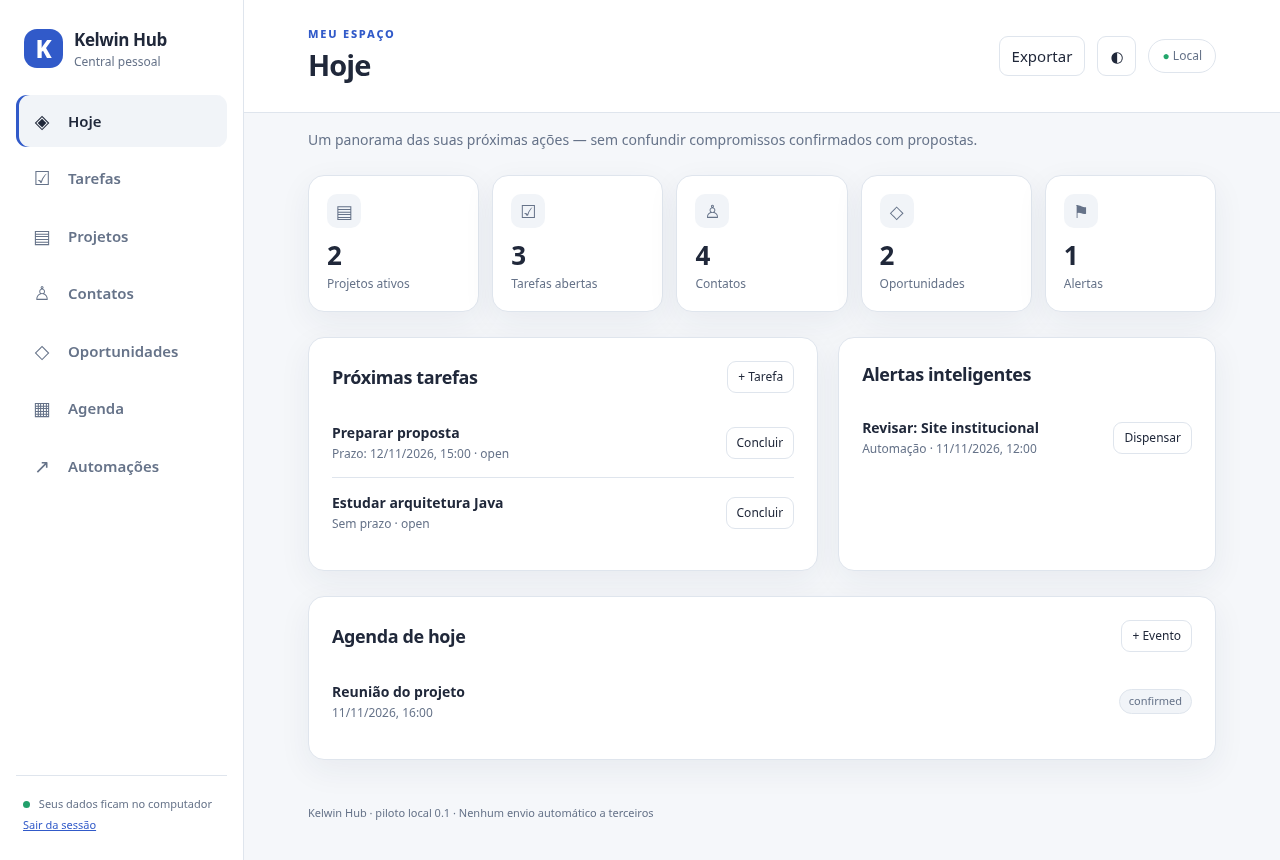 K
Kelwin Hub
Central pessoal
Hoje
Tarefas
Projetos
Contatos
Oportunidades
Agenda
Automações
Seus dados ficam no computador
Sair da sessão
MEU ESPAÇO
Hoje
Exportar
Local
Um panorama das suas próximas ações — sem confundir compromissos confirmados com propostas.
2
Projetos ativos
3
Tarefas abertas
4
Contatos
2
Oportunidades
1
Alertas
Próximas tarefas
+ Tarefa
Preparar proposta
Prazo: 12/11/2026, 15:00 · open
Concluir
Estudar arquitetura Java
Sem prazo · open
Concluir
Alertas inteligentes
Revisar: Site institucional
Automação · 11/11/2026, 12:00
Dispensar
Agenda de hoje
+ Evento
Reunião do projeto
11/11/2026, 16:00
confirmed
Kelwin Hub · piloto local 0.1 · Nenhum envio automático a terceiros